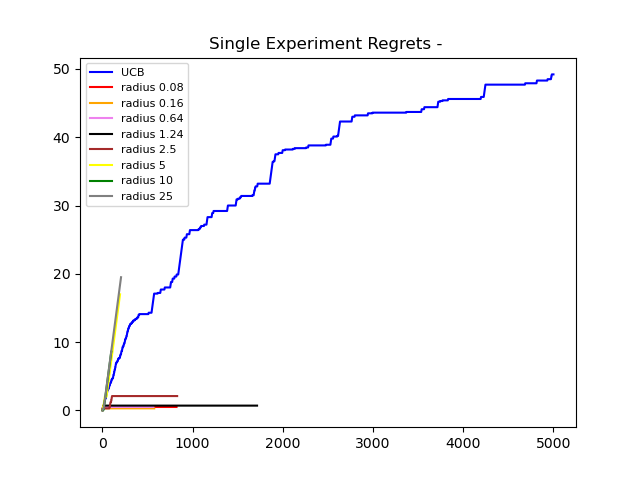 Single Experiment Regrets -
UCB
radius 0.08
radius 0.16
radius 0.64
radius 1.24
radius 2.5
radius 5
radius 10
radius 25
50
40
30
20
10
0
0 1000 2000 3000 4000 5000